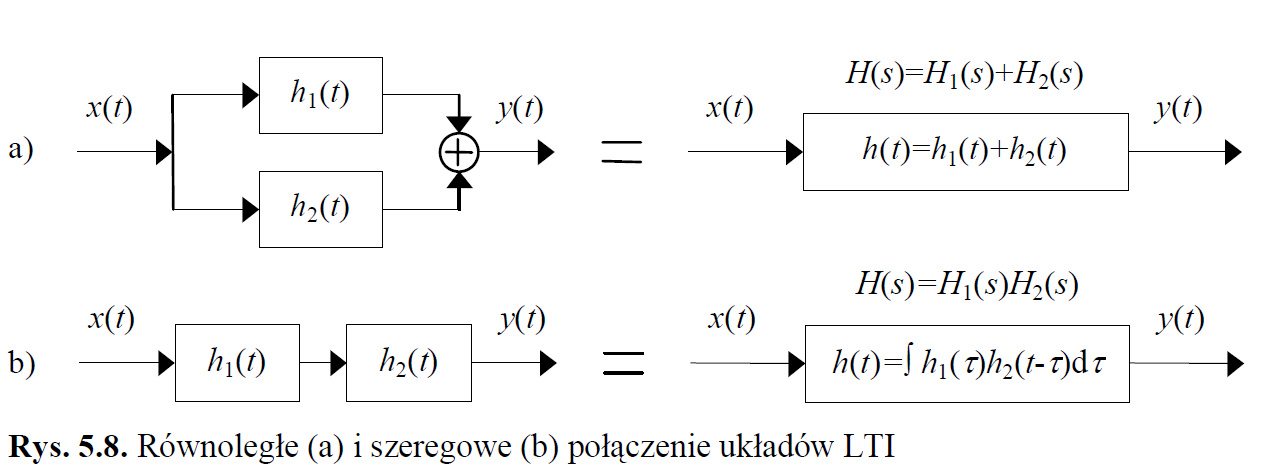 H(s)=H₁(s)+H₂(s)
a) x(t) h₁(t) y(t) = x(t) h(t)=h₁(t)+h₂(t) y(t)
h₂(t)
H(s)=H₁(s)H₂(s)
b) x(t) h₁(t) h₂(t) y(t) = x(t) h(t)=∫ h₁(τ)h₂(t-τ)dτ y(t)
Rys. 5.8. Równoległe (a) i szeregowe (b) połączenie układów LTI